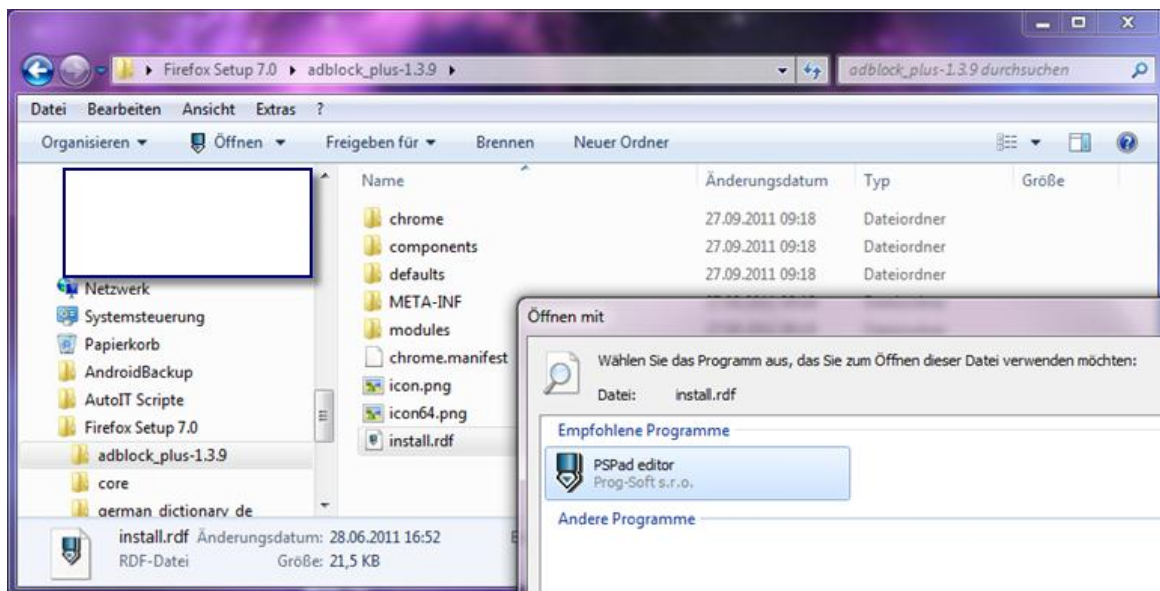 Firefox Setup 7.0 adblock_plus-1.3.9 adblock_plus-1.3.9 durchsuchen
Datei Bearbeiten Ansicht Extras ?
Organisieren Öffnen Freigeben für Brennen Neuer Ordner
Name Änderungsdatum Typ Größe
chrome 27.09.2011 09:18 Dateiordner
components 27.09.2011 09:18 Dateiordner
defaults 27.09.2011 09:18 Dateiordner
META-INF
modules
chrome.manifest
icon.png
icon64.png
install.rdf
Netzwerk
Systemsteuerung
Papierkorb
AndroidBackup
AutoIT Scripte
Firefox Setup 7.0
adblock_plus-1.3.9
core
german_dictionary_de
install.rdf Änderungsdatum: 28.06.2011 16:52
RDF-Datei Größe: 21,5 KB
Öffnen mit
Wählen Sie das Programm aus, das Sie zum Öffnen dieser Datei verwenden möchten:
Datei: install.rdf
Empfohlene Programme
PSPad editor
Prog-Soft s.r.o.
Andere Programme